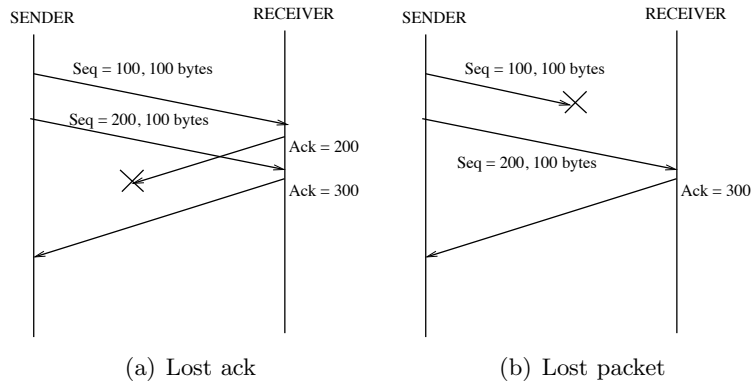 SENDER
RECEIVER
Seq = 100, 100 bytes
Seq = 200, 100 bytes
Ack = 200
Ack = 300
(a) Lost ack
SENDER
RECEIVER
Seq = 100, 100 bytes
Seq = 200, 100 bytes
Ack = 300
(b) Lost packet